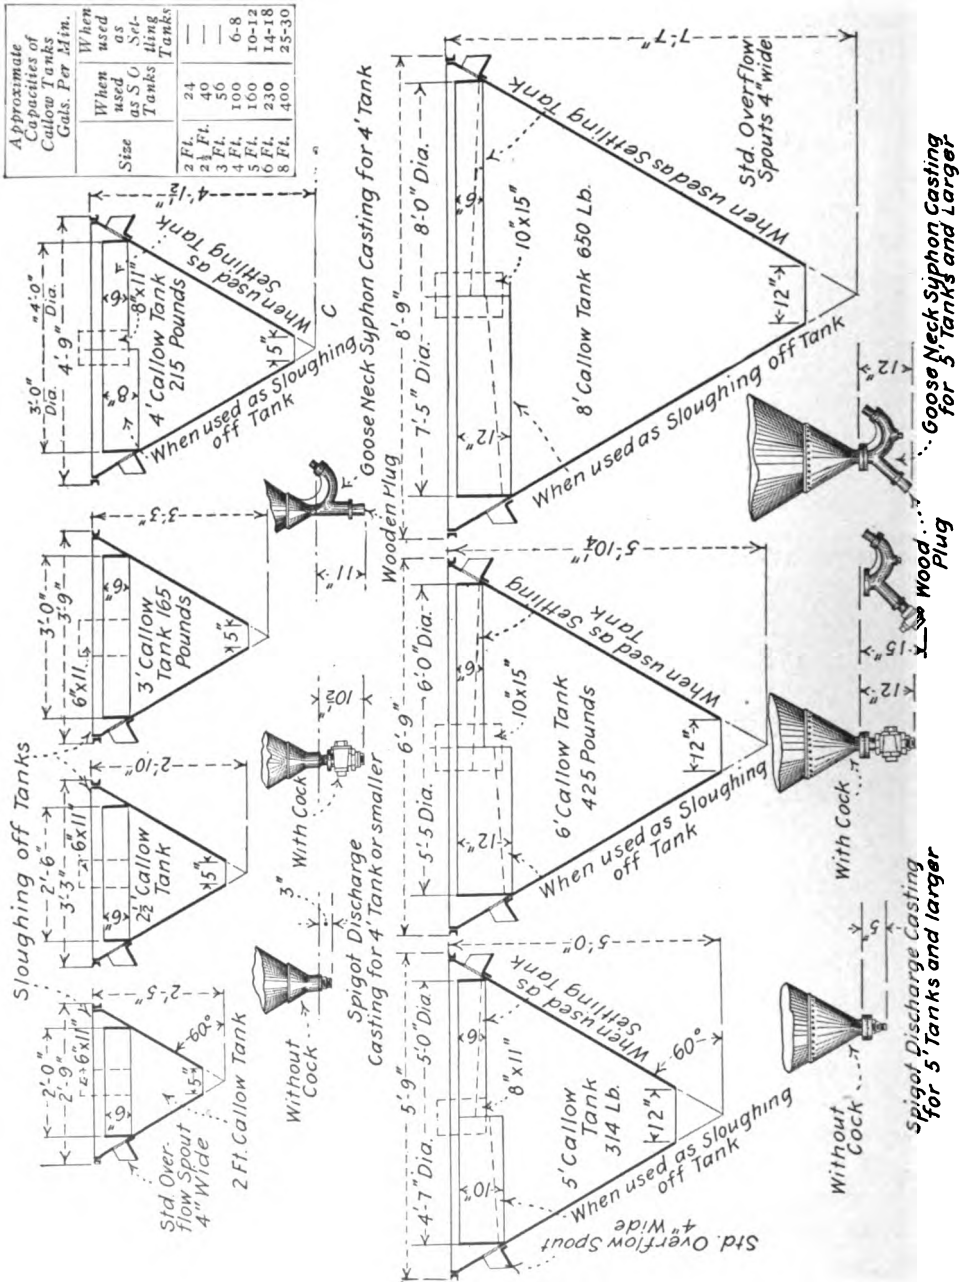 Sloughing off Tanks
2'-0"
2'-9"
6"x11"
6"
5"
60°
2'-5"
Std. Over-
flow Spout
4" Wide
2 Ft. Callow Tank
2'-6"
3'-3"
6"x11"
6"
2½' Callow
Tank
5"
2'-10"
3'-0"
3'-9"
6"x11"
6"
3' Callow
Tank 165
Pounds
5"
3'-3"
3'-0"
Dia.
4'-0"
Dia.
4'-9"
8"
6"
8"x11"
4' Callow Tank
215 Pounds
5"
When used as Sloughing
off Tank
When used as
Settling Tank
4'-1½"
C
Approximate
Capacities of
Callow Tanks
Gals. Per Min.
Size
When
used
as S O
Tanks
When
used
as
Set-
tling
Tanks
2 Ft. 24 —
2½ Ft. 40 —
3 Ft. 56 —
4 Ft. 100 6-8
5 Ft. 160 10-12
6 Ft. 230 14-18
8 Ft. 400 25-30
Without
Cock
3"
With Cock
10½"
Spigot Discharge
Casting for 4' Tank or smaller
11"
Wooden Plug
Goose Neck Syphon Casting for 4' Tank
5'-9"
4'-7" Dia.
5'-0" Dia.
10"
6"
8"x11"
5' Callow
Tank
314 Lb.
12"
60°
5'-0"
When used as Sloughing
off Tank
When used as
Settling Tank
Std. Overflow Spout
4" Wide
6'-9"
5'-5 Dia.
6'-0" Dia.
12"
6"
10x15"
6' Callow Tank
425 Pounds
12"
5'-10¼"
When used as Sloughing
off Tank
When used as Settling
Tank
8'-9"
7'-5" Dia.
8'-0" Dia.
12"
6"
10"x15"
8' Callow Tank 650 Lb.
12"
7'-7"
When used as Sloughing off Tank
When used as Settling
Tank
Std. Overflow
Spouts 4" wide
Without
Cock
5"
With Cock
12"
15"
12"
Spigot Discharge Casting
for 5' Tanks and larger
Wood
Plug
Goose Neck Syphon Casting
for 5' Tanks and Larger